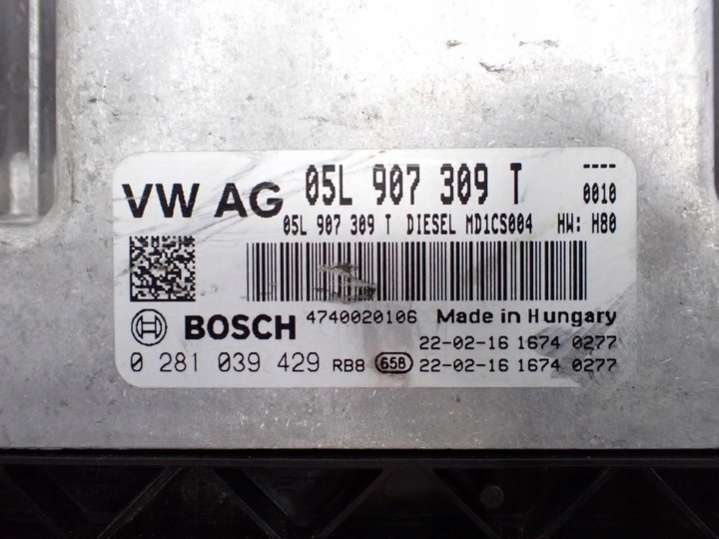 VW AG 05L 907 309 T ----
0010
05L 907 309 T DIESEL MD1CS004 HW: H80
BOSCH 4740020106 Made in Hungary
22-02-16 1674 0277
0 281 039 429 RB8 658 22-02-16 1674 0277